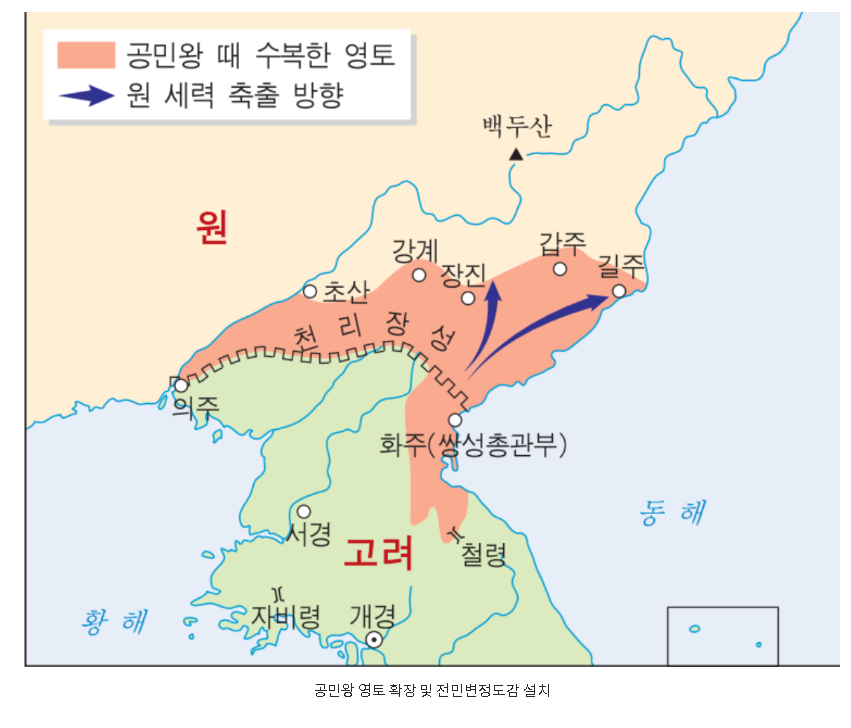 공민왕 때 수복한 영토
원 세력 축출 방향
백두산
원
강계
갑주
장진
길주
초산
천리장성
의주
화주(쌍성총관부)
동해
서경
고려
철령
자비령
개경
황해
공민왕 영토 확장 및 전민변정도감 설치